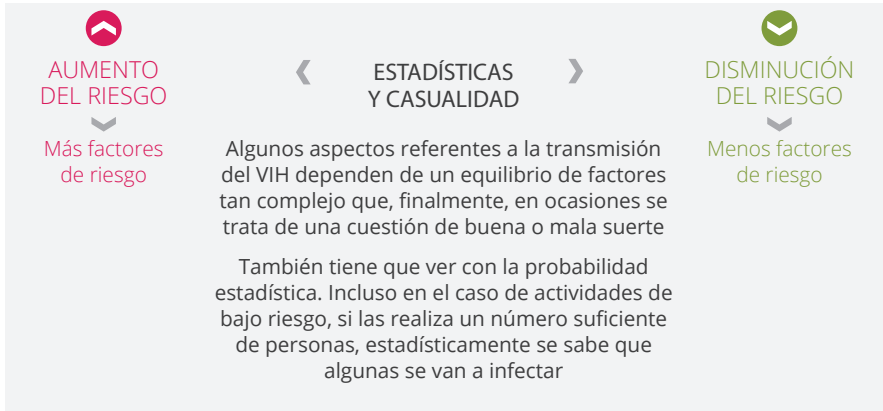 AUMENTO
DEL RIESGO
Más factores
de riesgo
ESTADÍSTICAS
Y CASUALIDAD
Algunos aspectos referentes a la transmisión
del VIH dependen de un equilibrio de factores
tan complejo que, finalmente, en ocasiones se
trata de una cuestión de buena o mala suerte
También tiene que ver con la probabilidad
estadística. Incluso en el caso de actividades de
bajo riesgo, si las realiza un número suficiente
de personas, estadísticamente se sabe que
algunas se van a infectar
DISMINUCIÓN
DEL RIESGO
Menos factores
de riesgo